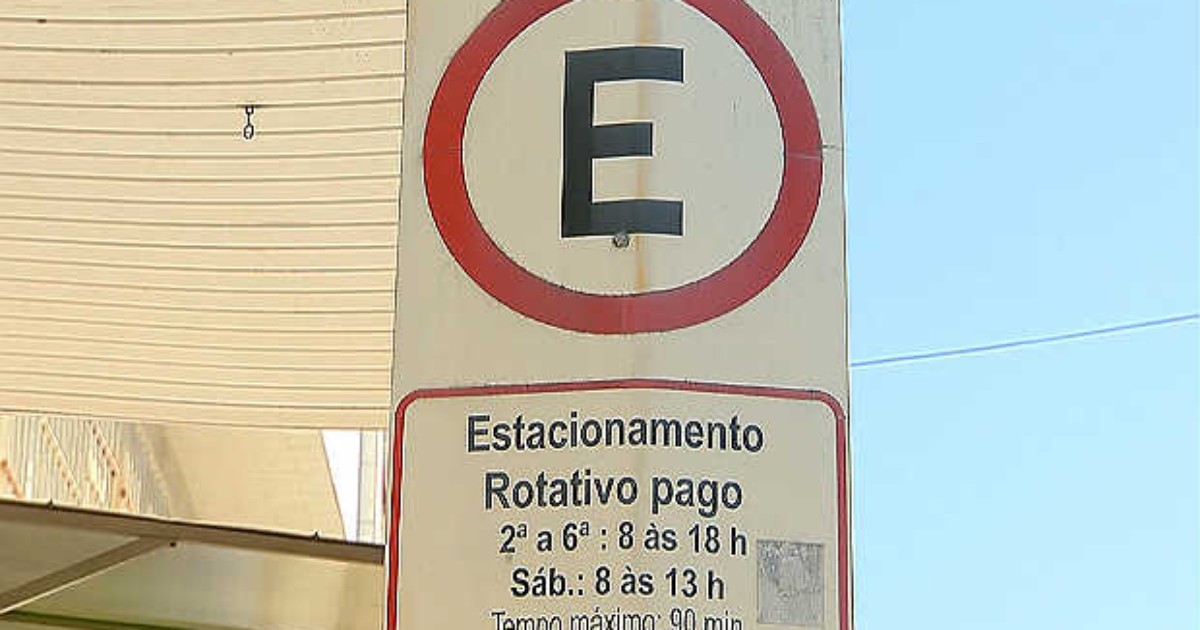 E
Estacionamento
Rotativo pago
2ª a 6ª : 8 às 18 h
Sáb.: 8 às 13 h
Tempo máximo: 90 min